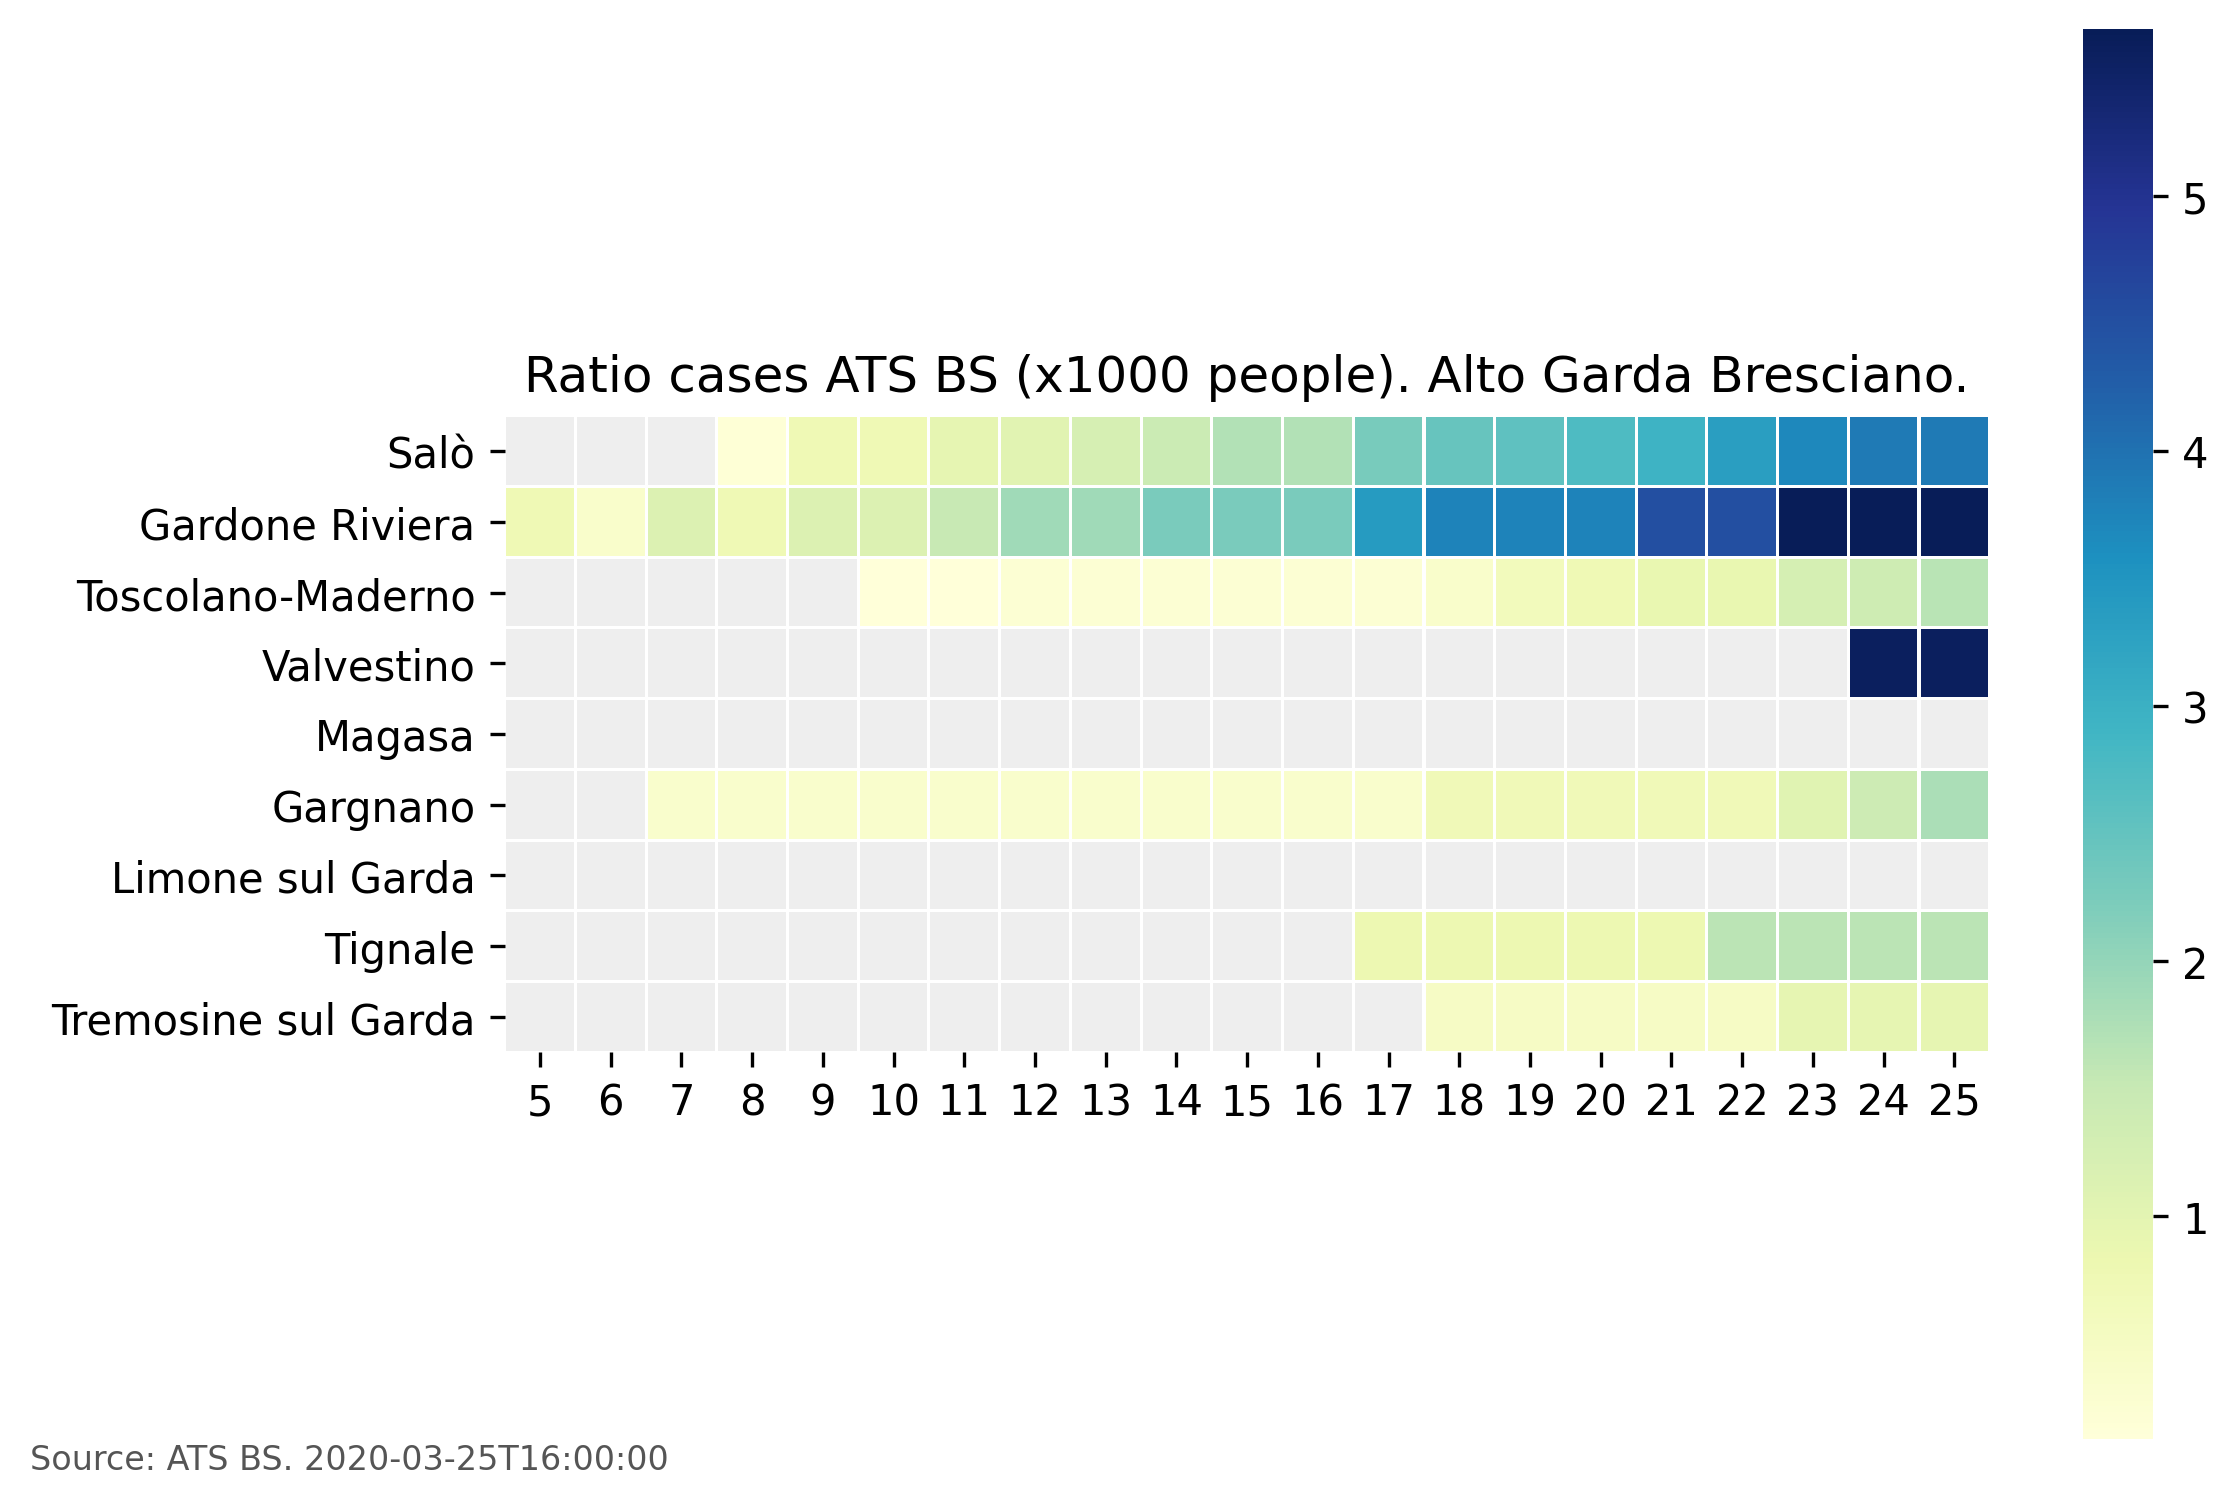 Ratio cases ATS BS (x1000 people). Alto Garda Bresciano.
Salò
Gardone Riviera
Toscolano-Maderno
Valvestino
Magasa
Gargnano
Limone sul Garda
Tignale
Tremosine sul Garda
5 6 7 8 9 10 11 12 13 14 15 16 17 18 19 20 21 22 23 24 25
5
4
3
2
1
Source: ATS BS. 2020-03-25T16:00:00